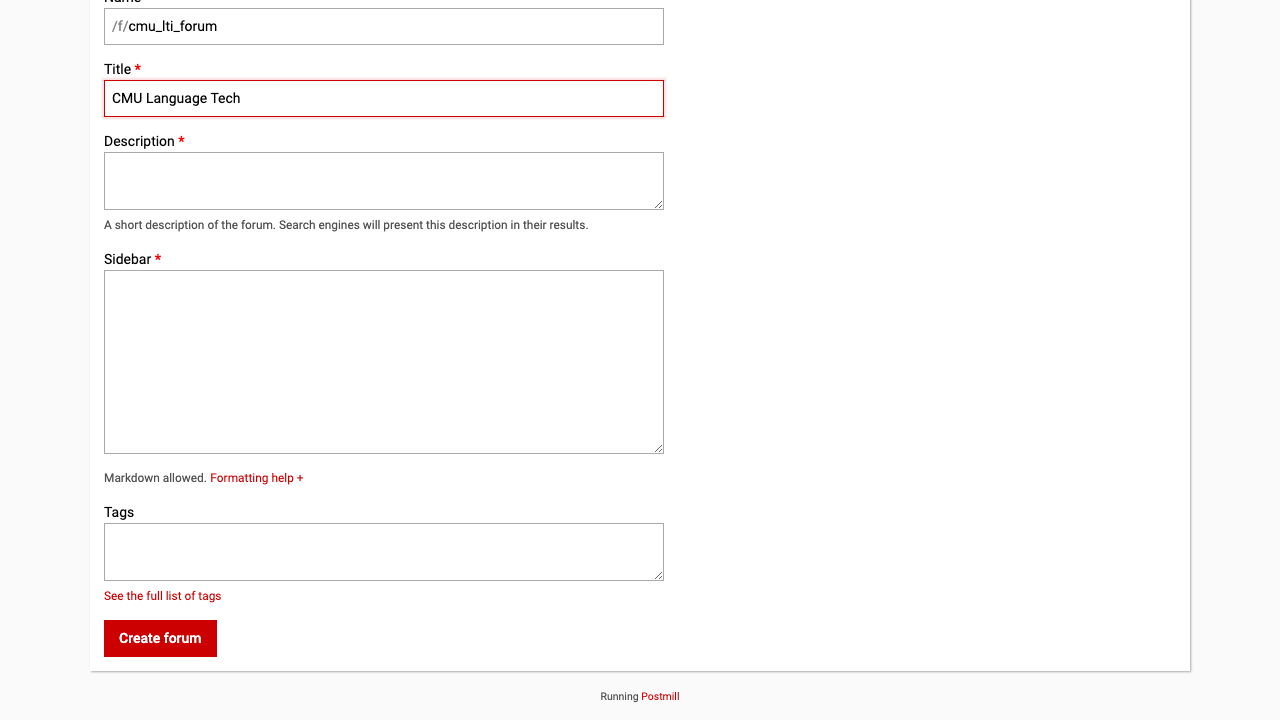 /f/cmu_lti_forum
Title *
CMU Language Tech
Description *
A short description of the forum. Search engines will present this description in their results.
Sidebar *
Markdown allowed. Formatting help +
Tags
See the full list of tags
Create forum
Running Postmill